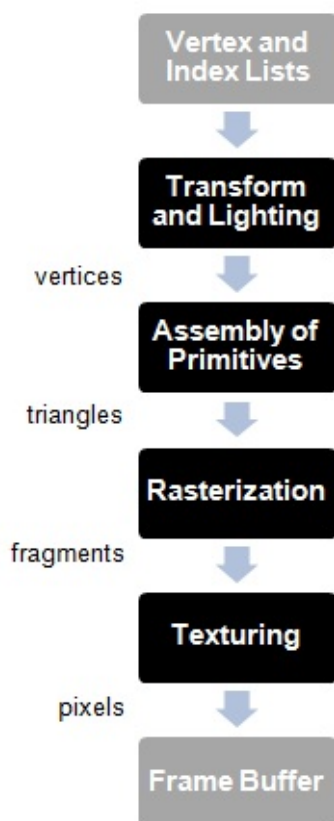 Vertex and
Index Lists
Transform
and Lighting
vertices
Assembly of
Primitives
triangles
Rasterization
fragments
Texturing
pixels
Frame Buffer